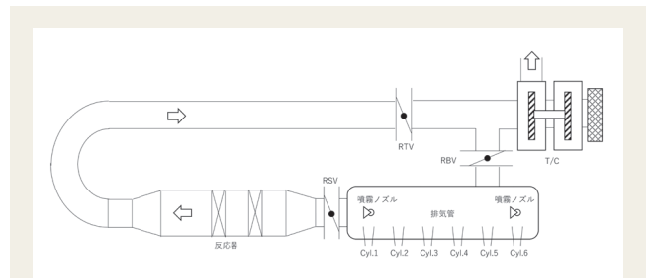 RTV
RBV
T/C
RSV
噴霧ノズル
噴霧ノズル
排気管
反応器
Cyl.1
Cyl.2
Cyl.3
Cyl.4
Cyl.5
Cyl.6